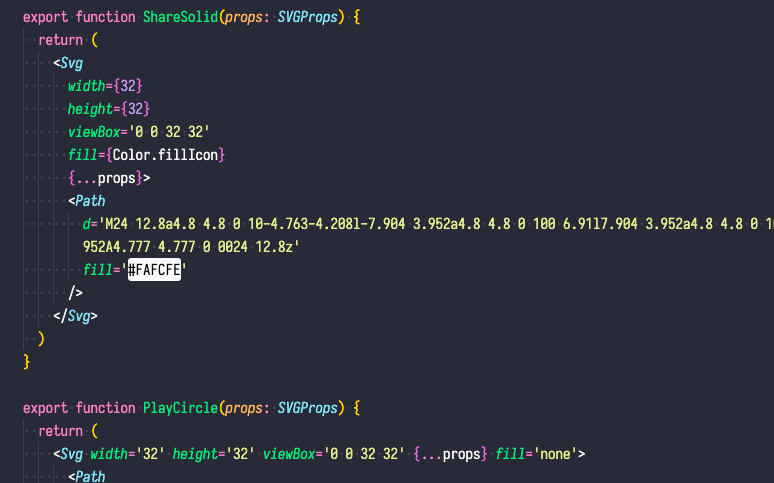 export function ShareSolid(props: SVGProps) {
return (
<Svg
width={32}
height={32}
viewBox='0 0 32 32'
fill={Color.fillIcon}
{...props}>
<Path
d='M24 12.8a4.8 4.8 0 10-4.763-4.208l-7.904 3.952a4.8 4.8 0 100 6.91l7.904 3.952a4.8 4.8 0
952A4.777 4.777 0 0024 12.8z'
fill='#FAFCFE'
/>
</Svg>
)
}
export function PlayCircle(props: SVGProps) {
return (
<Svg width='32' height='32' viewBox='0 0 32 32' {...props} fill='none'>
<Path